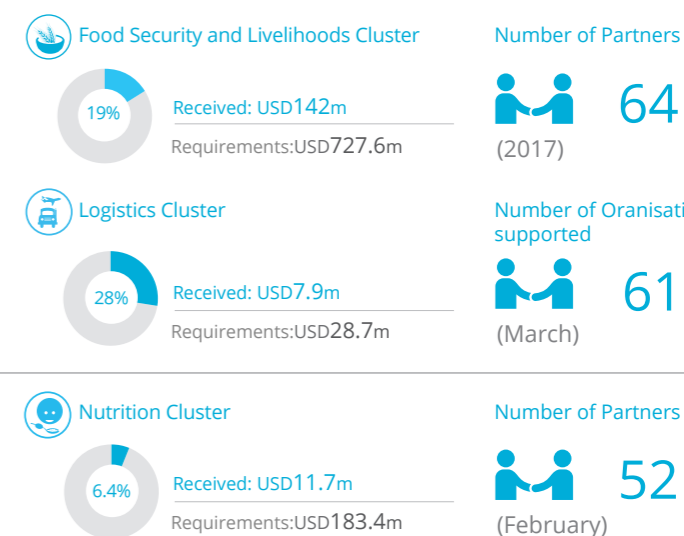 Food Security and Livelihoods Cluster
Number of Partners
19%
Received: USD142m
Requirements:USD727.6m
64
(2017)
Logistics Cluster
Number of Oranisati
supported
28%
Received: USD7.9m
Requirements:USD28.7m
61
(March)
Nutrition Cluster
Number of Partners
6.4%
Received: USD11.7m
Requirements:USD183.4m
52
(February)